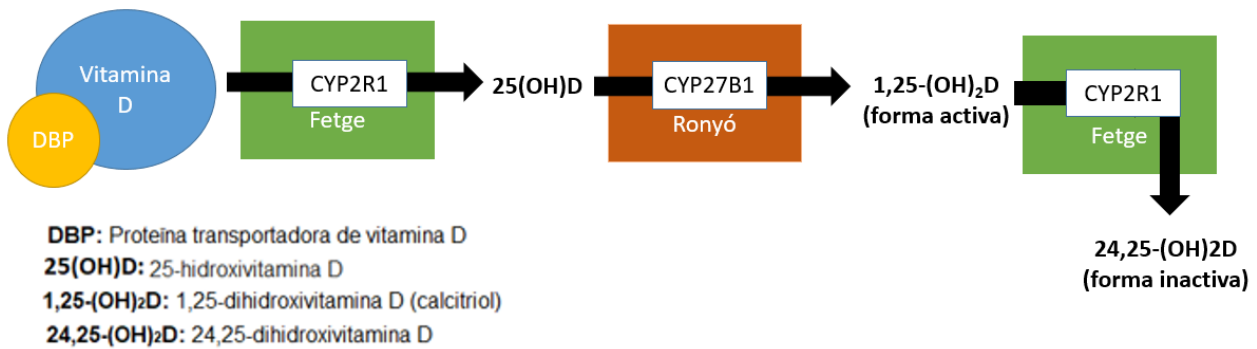 Vitamina
D
DBP
CYP2R1
Fetge
25(OH)D
CYP27B1
Ronyó
1,25-(OH)₂D
(forma activa)
CYP2R1
Fetge
24,25-(OH)2D
(forma inactiva)
DBP: Proteïna transportadora de vitamina D
25(OH)D: 25-hidroxivitamina D
1,25-(OH)₂D: 1,25-dihidroxivitamina D (calcitriol)
24,25-(OH)₂D: 24,25-dihidroxivitamina D